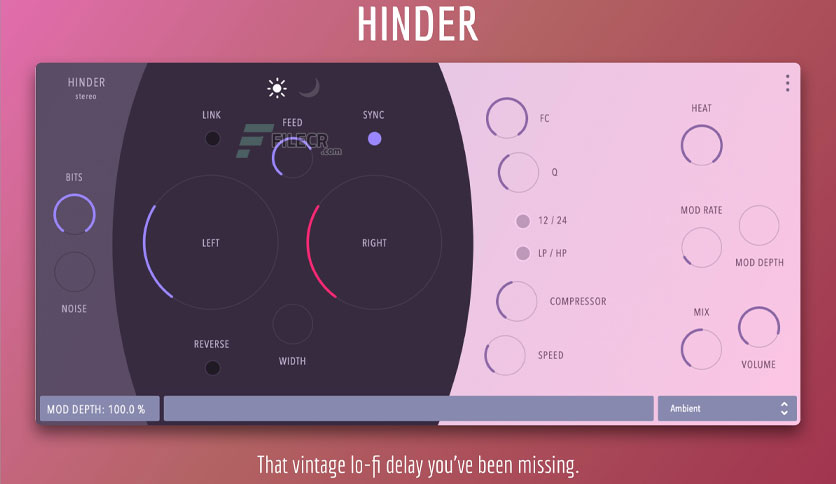 HINDER
HINDER
stereo
LINK
FEED
SYNC
FILECR
.com
BITS
NOISE
LEFT
RIGHT
REVERSE
WIDTH
FC
Q
12 / 24
LP / HP
COMPRESSOR
SPEED
HEAT
MOD RATE
MOD DEPTH
MIX
VOLUME
MOD DEPTH: 100.0 %
Ambient
That vintage lo-fi delay you've been missing.